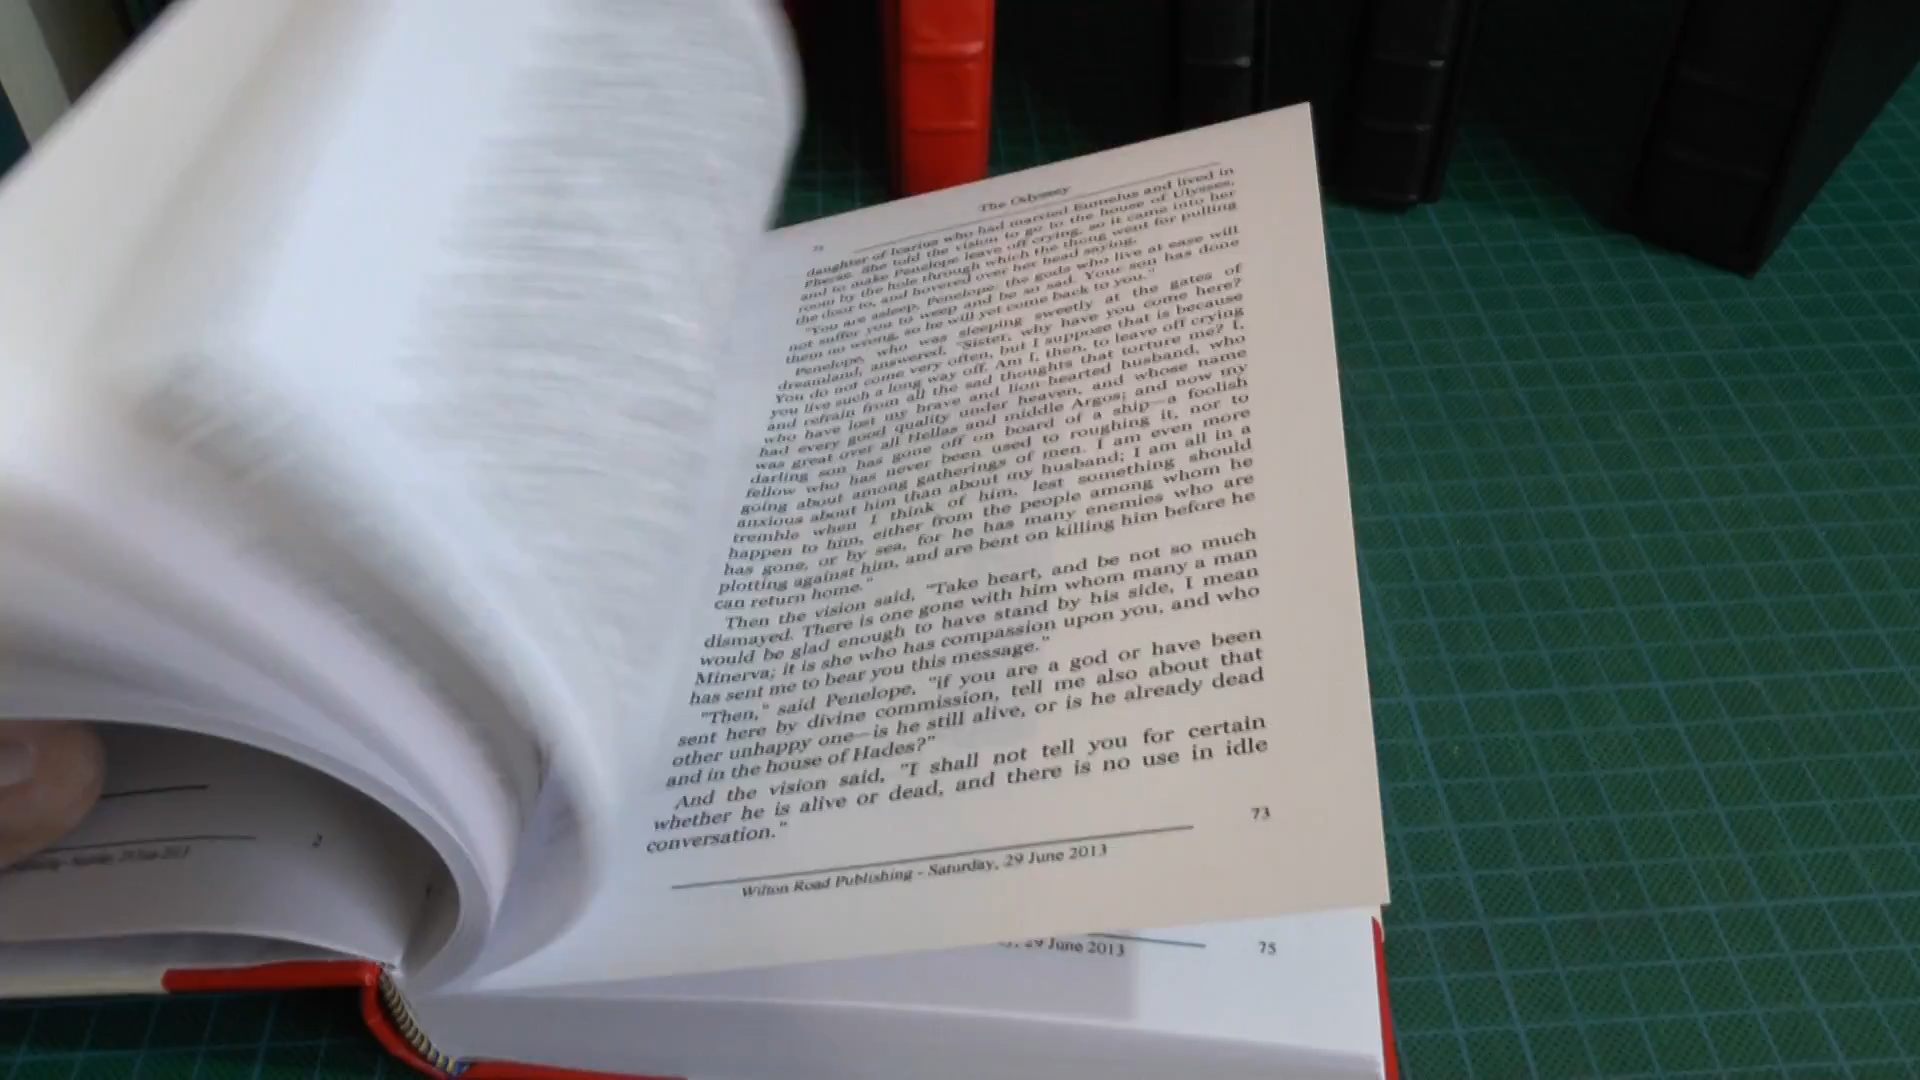 The Odyssey
daughter of Icarius who had married Eumelus and lived in
Pherae. She told the vision to go to the house of Ulysses,
and to make Penelope leave off crying, so it came into her
room by the hole through which the thong went for pulling
the door to, and hovered over her head saying,
"You are asleep, Penelope: the gods who live at ease will
not suffer you to weep and be so sad. Your son has done
them no wrong, so he will yet come back to you."
Penelope, who was sleeping sweetly at the gates of
dreamland, answered, "Sister, why have you come here?
You do not come very often, but I suppose that is because
you live such a long way off. Am I, then, to leave off crying
and refrain from all the sad thoughts that torture me? I,
who have lost my brave and lion-hearted husband, who
had every good quality under heaven, and whose name
was great over all Hellas and middle Argos; and now my
darling son has gone off on board of a ship—a foolish
fellow who has never been used to roughing it, nor to
going about among gatherings of men. I am even more
anxious about him than about my husband; I am all in a
tremble when I think of him, lest something should
happen to him, either from the people among whom he
has gone, or by sea, for he has many enemies who are
plotting against him, and are bent on killing him before he
can return home."
Then the vision said, "Take heart, and be not so much
dismayed. There is one gone with him whom many a man
would be glad enough to have stand by his side, I mean
Minerva; it is she who has compassion upon you, and who
has sent me to bear you this message."
"Then," said Penelope, "if you are a god or have been
sent here by divine commission, tell me also about that
other unhappy one—is he still alive, or is he already dead
and in the house of Hades?"
And the vision said, "I shall not tell you for certain
whether he is alive or dead, and there is no use in idle
conversation."
73
Wilton Road Publishing - Saturday, 29 June 2013
29 June 2013
75